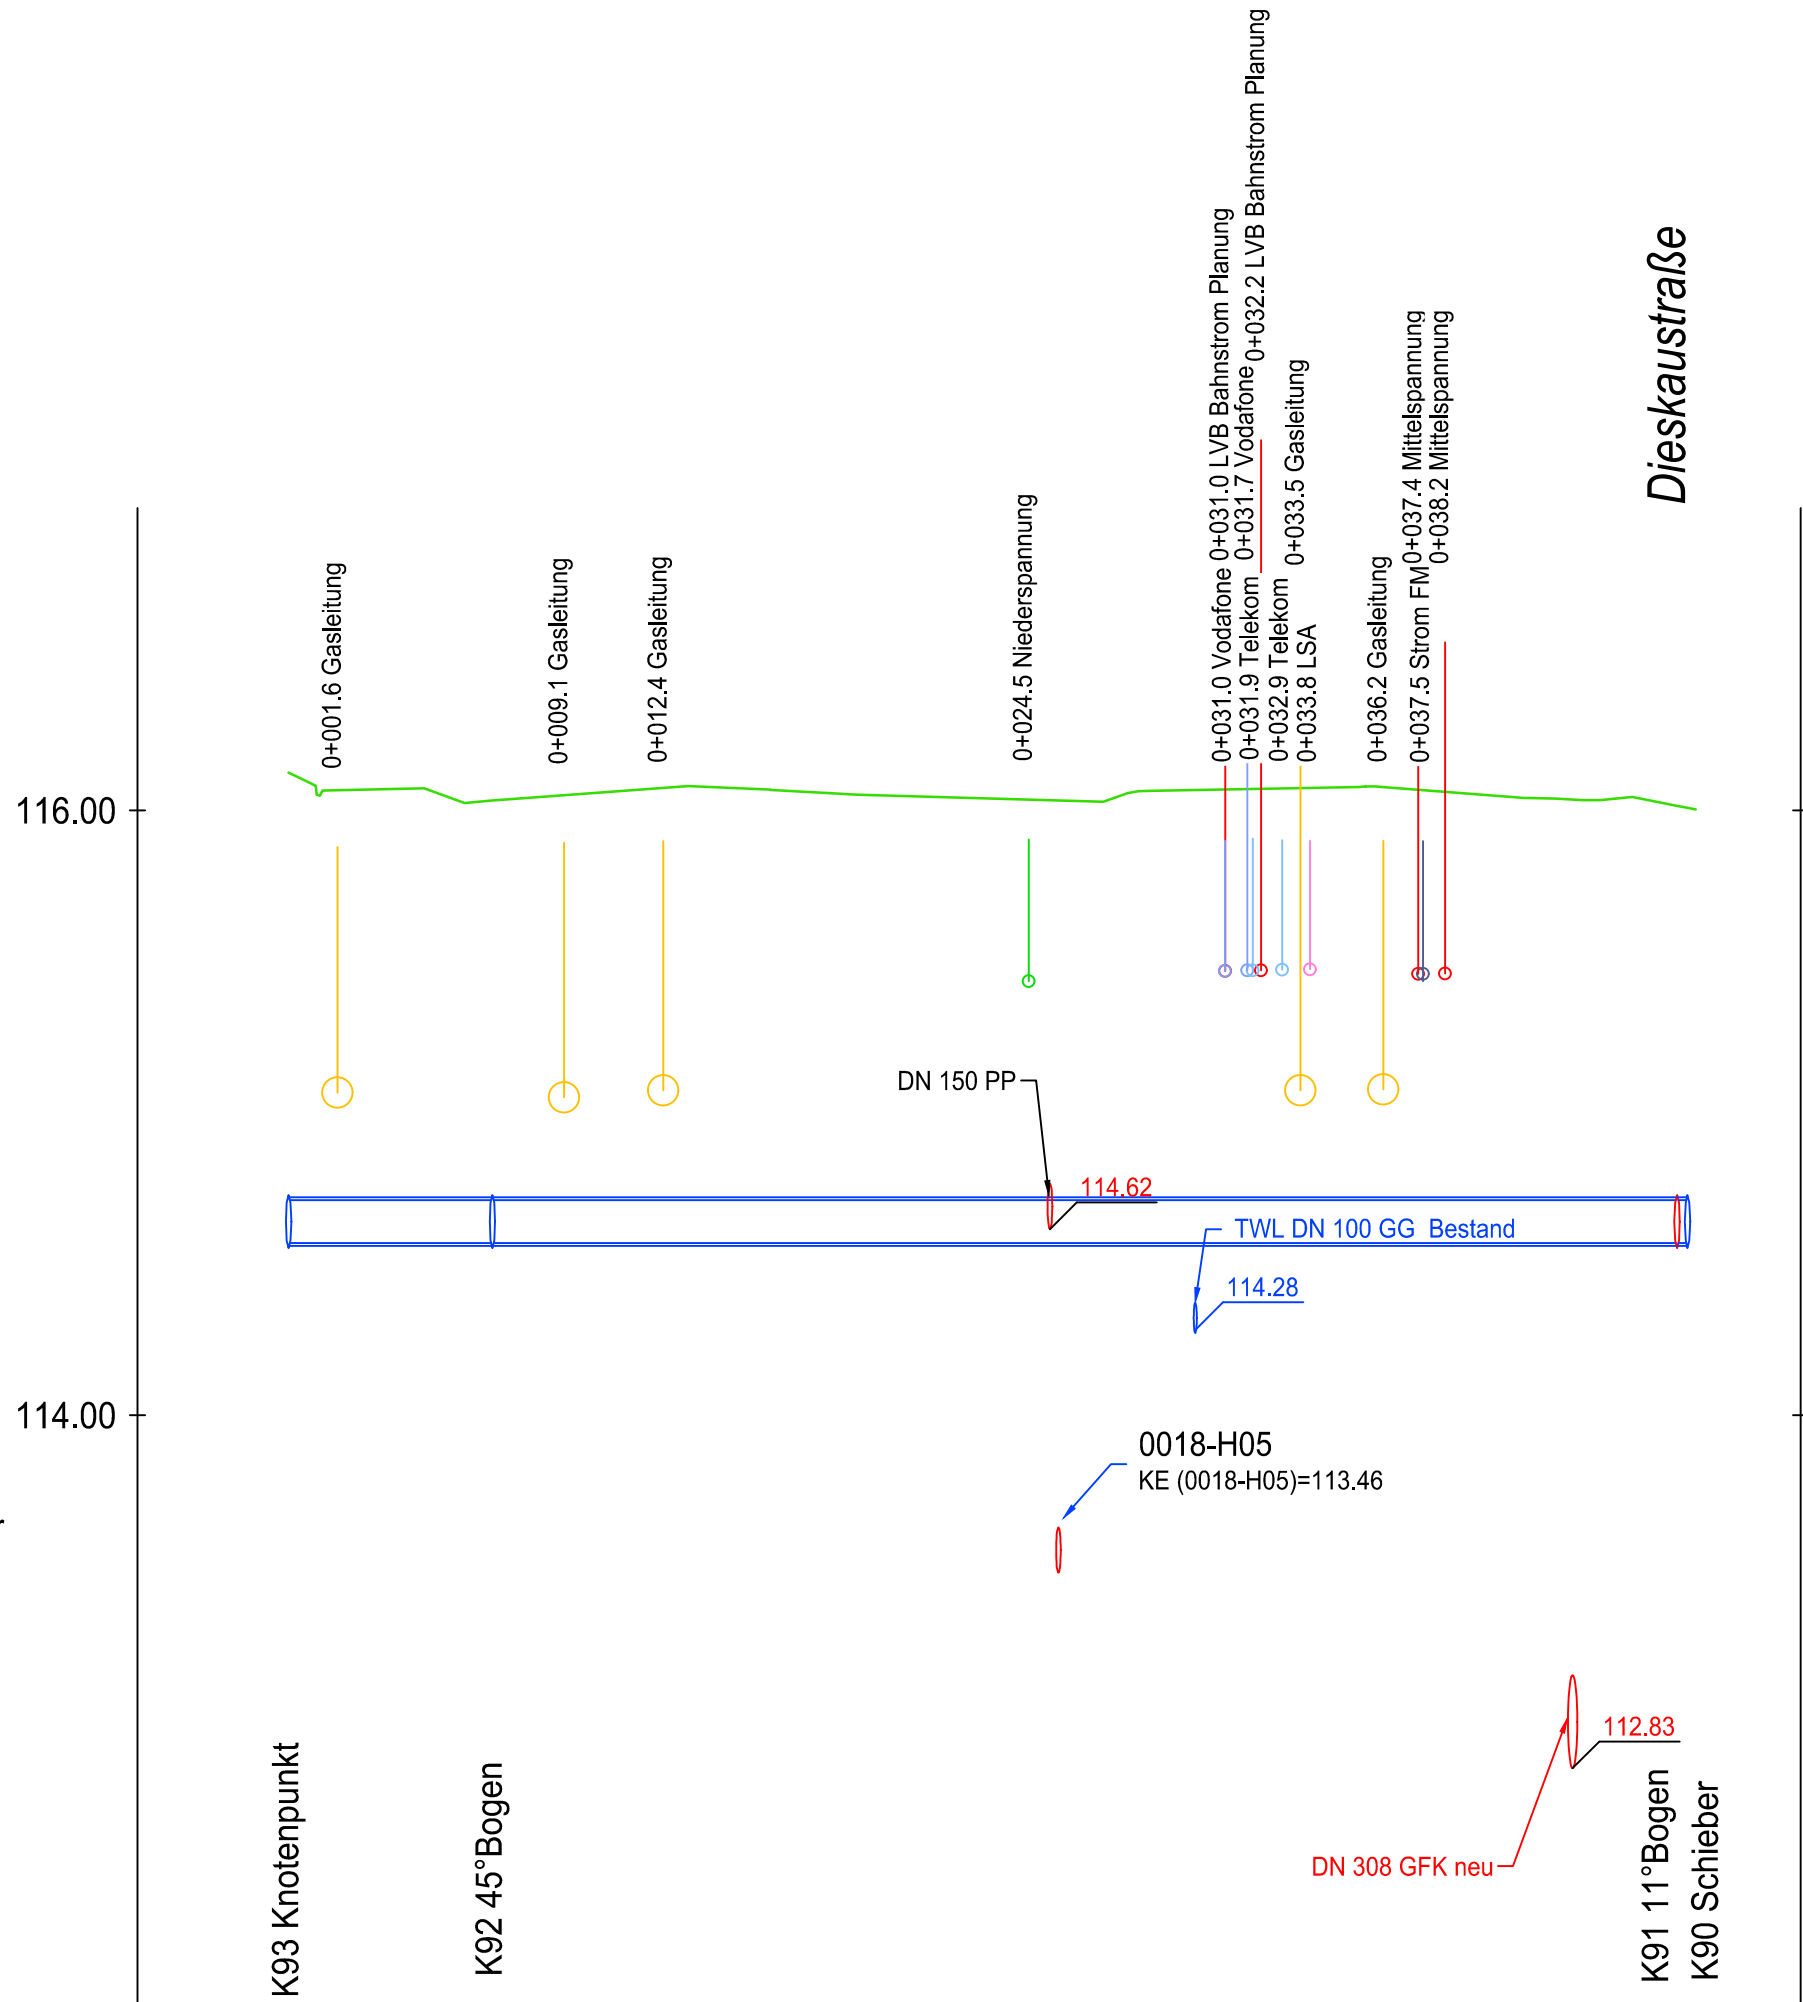 Dieskaustraße
0+001.6 Gasleitung
0+009.1 Gasleitung
0+012.4 Gasleitung
0+024.5 Niederspannung
0+031.0 Vodafone
0+031.0 LVB Bahnstrom Planung
0+031.9 Telekom
0+031.7 Vodafone
0+032.2 LVB Bahnstrom Planung
0+032.9 Telekom
0+033.5 Gasleitung
0+033.8 LSA
0+036.2 Gasleitung
0+037.5 Strom FM
0+037.4 Mittelspannung
0+038.2 Mittelspannung
116.00
DN 150 PP
114.62
TWL DN 100 GG  Bestand
114.28
114.00
0018-H05
KE (0018-H05)=113.46
112.83
DN 308 GFK neu
K93 Knotenpunkt
K92 45°Bogen
K91 11°Bogen
K90 Schieber